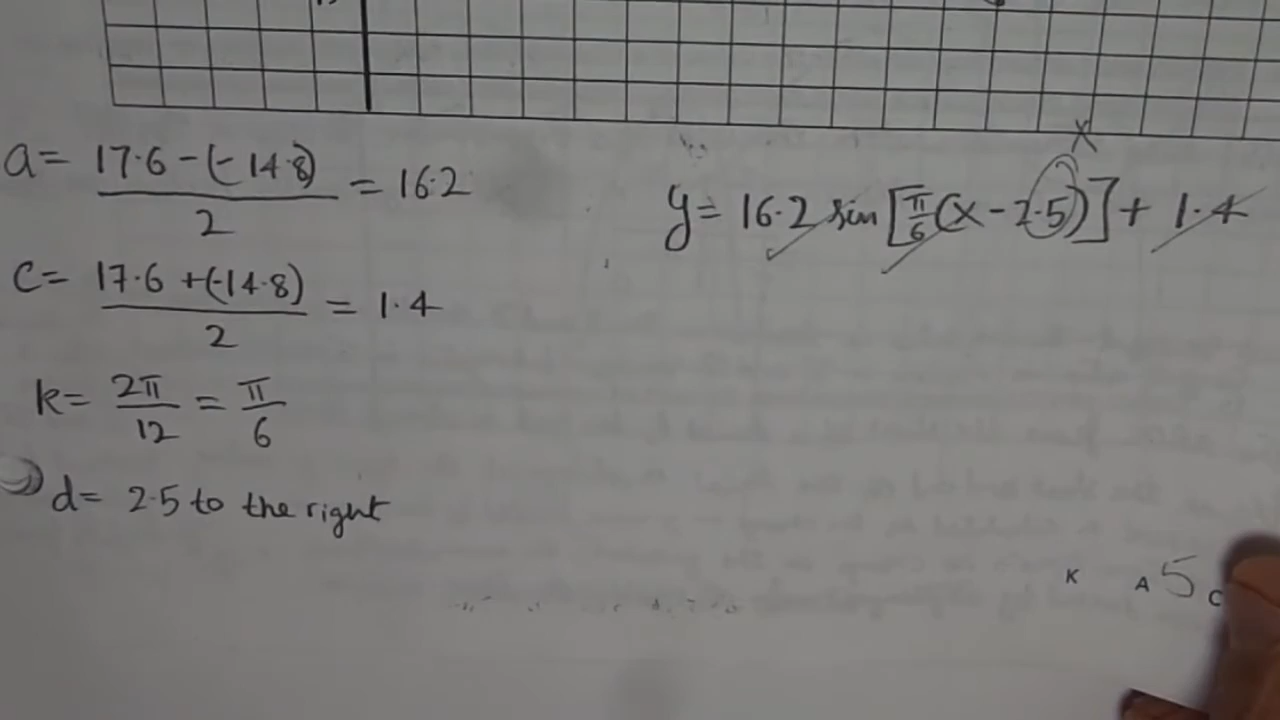 a = 17.6 - (-14.8) / 2 = 16.2
y = 16.2 sin [π/6 (x - 2.5)] + 1.4
c = 17.6 + (-14.8) / 2 = 1.4
k = 2π / 12 = π / 6
d = 2.5 to the right
K A 5 C